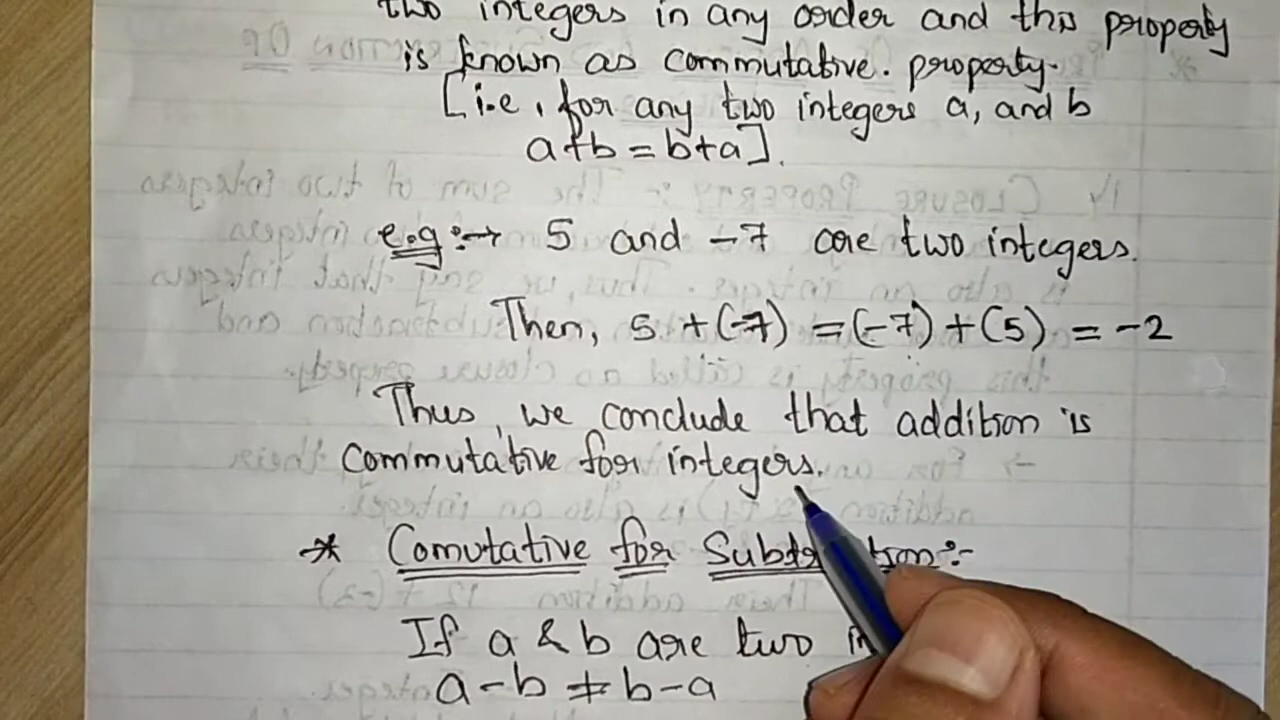 two integers in any order and this property
is known as commutative. property.
[i.e, for any two integers a, and b
a+b = b+a].
e.g:→ 5 and -7 are two integers.
Then, 5 + (-7) = (-7) + (5) = -2
Thus, we conclude that addition is
commutative for integers.
* Comutative for
If a & b are two
a - b ≠ b - a